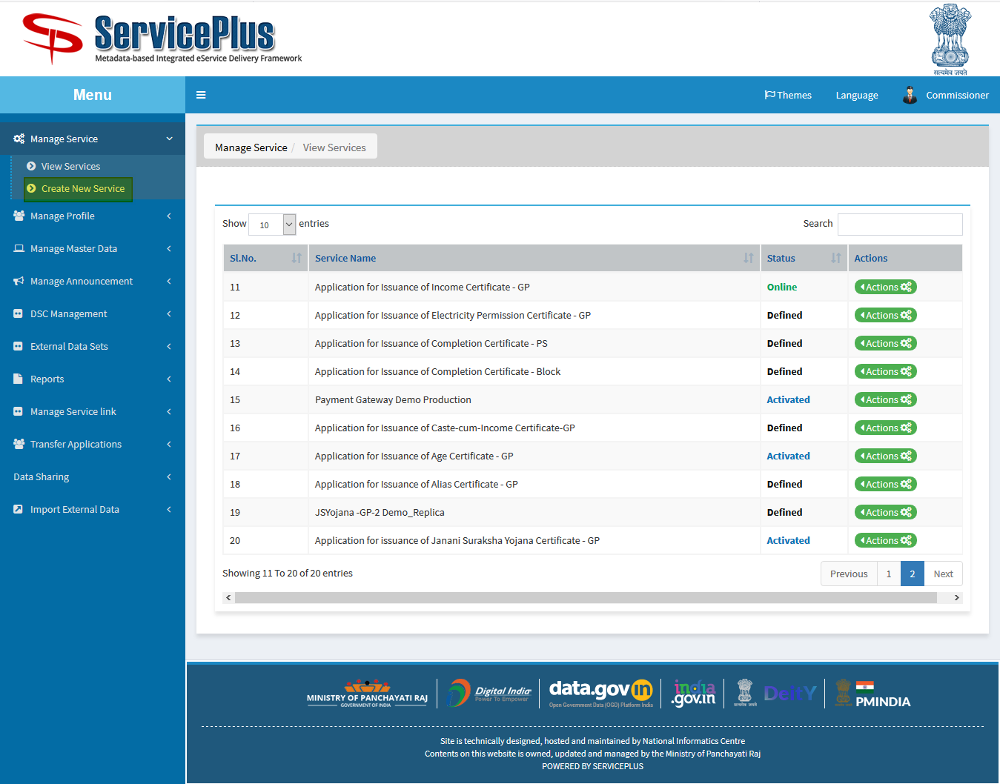 ServicePlus
Metadata-based Integrated eService Delivery Framework
सत्यमेव जयते
Menu
Themes Language Commissioner
Manage Service
View Services
Create New Service
Manage Profile
Manage Master Data
Manage Announcement
DSC Management
External Data Sets
Reports
Manage Service link
Transfer Applications
Data Sharing
Import External Data
Manage Service / View Services
Show 10 entries Search
Sl.No. Service Name Status Actions
11 Application for Issuance of Income Certificate - GP Online Actions
12 Application for Issuance of Electricity Permission Certificate - GP Defined Actions
13 Application for Issuance of Completion Certificate - PS Defined Actions
14 Application for Issuance of Completion Certificate - Block Defined Actions
15 Payment Gateway Demo Production Activated Actions
16 Application for Issuance of Caste-cum-Income Certificate-GP Defined Actions
17 Application for Issuance of Age Certificate - GP Activated Actions
18 Application for Issuance of Alias Certificate - GP Defined Actions
19 JSYojana -GP-2 Demo_Replica Defined Actions
20 Application for issuance of Janani Suraksha Yojana Certificate - GP Activated Actions
Showing 11 To 20 of 20 entries Previous 1 2 Next
MINISTRY OF PANCHAYATI RAJ
GOVERNMENT OF INDIA
Digital India
Power To Empower
data.gov in
Open Government Data (OGD) Platform India
india
.gov.in
सत्यमेव जयते
DeitY
PMINDIA
Site is technically designed, hosted and maintained by National Informatics Centre
Contents on this website is owned, updated and managed by the Ministry of Panchayati Raj
POWERED BY SERVICEPLUS